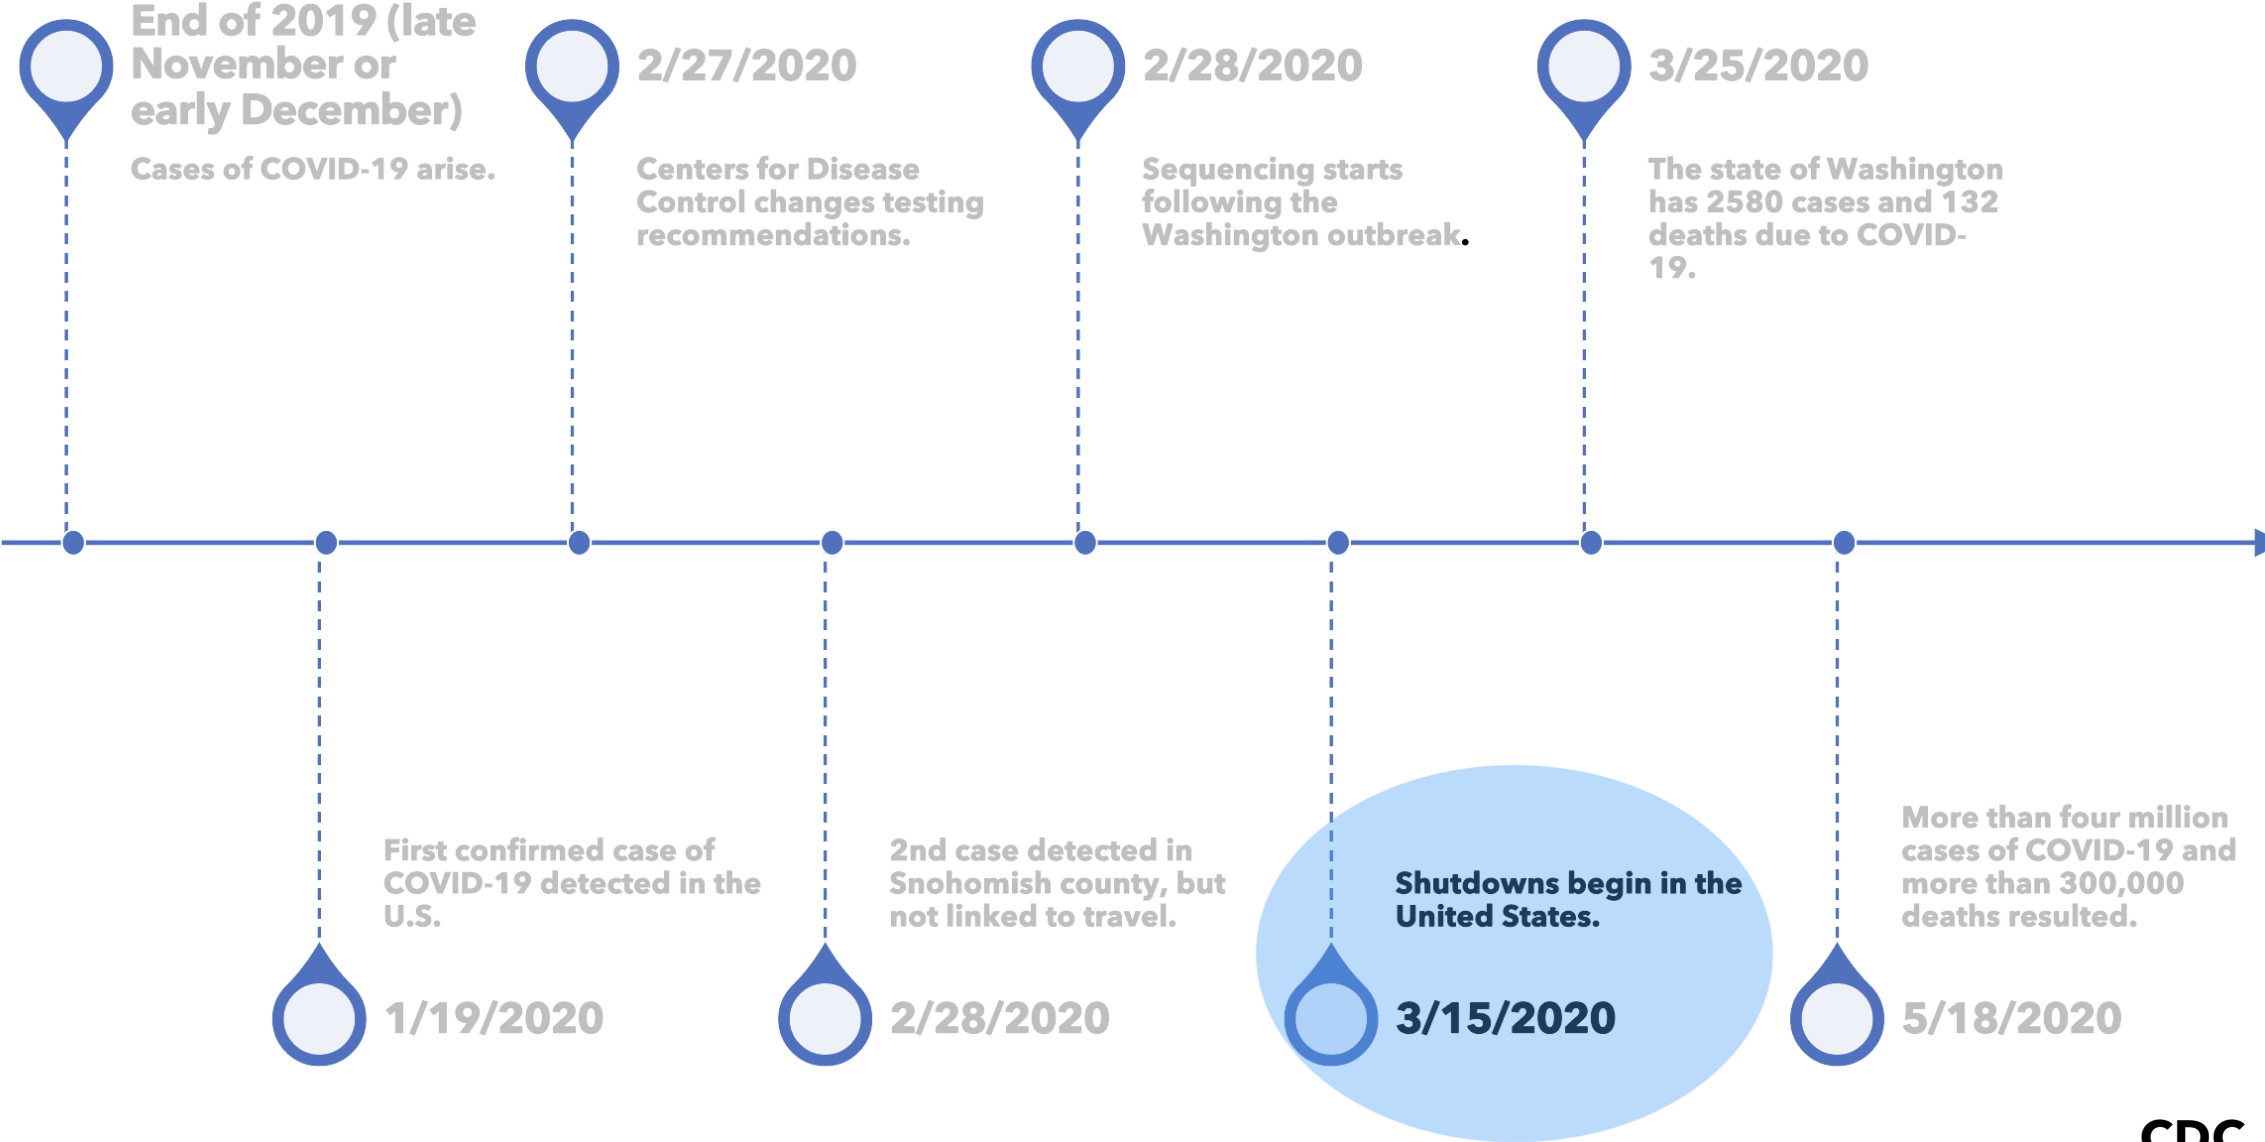 End of 2019 (late
November or
early December)
Cases of COVID-19 arise.
2/27/2020
Centers for Disease
Control changes testing
recommendations.
2/28/2020
Sequencing starts
following the
Washington outbreak.
3/25/2020
The state of Washington
has 2580 cases and 132
deaths due to COVID-
19.
First confirmed case of
COVID-19 detected in the
U.S.
1/19/2020
2nd case detected in
Snohomish county, but
not linked to travel.
2/28/2020
Shutdowns begin in the
United States.
3/15/2020
More than four million
cases of COVID-19 and
more than 300,000
deaths resulted.
5/18/2020
CDC